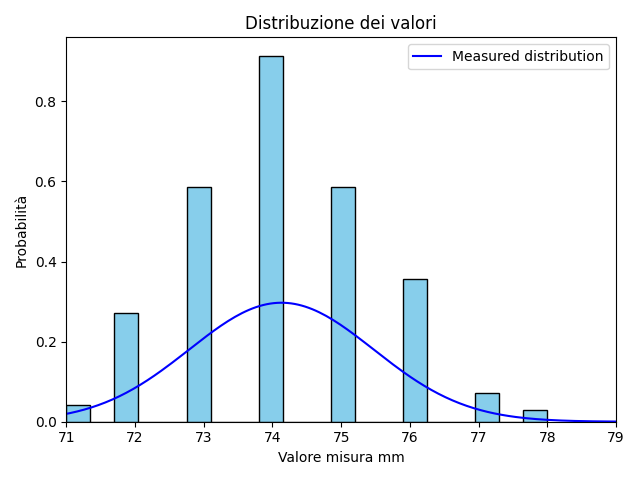 Distribuzione dei valori
Measured distribution
0.8
0.6
0.4
0.2
0.0
Probabilità
71 72 73 74 75 76 77 78 79
Valore misura mm